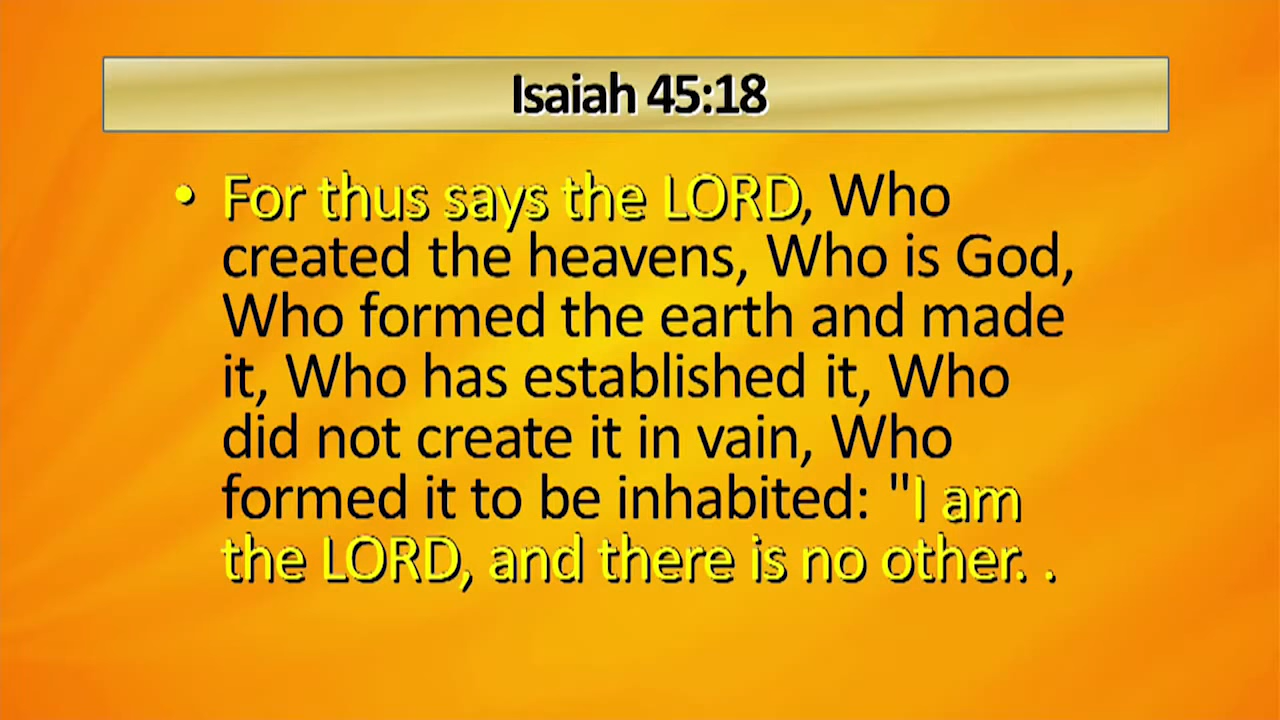 Isaiah 45:18
• For thus says the LORD, Who
created the heavens, Who is God,
Who formed the earth and made
it, Who has established it, Who
did not create it in vain, Who
formed it to be inhabited: "I am
the LORD, and there is no other. .